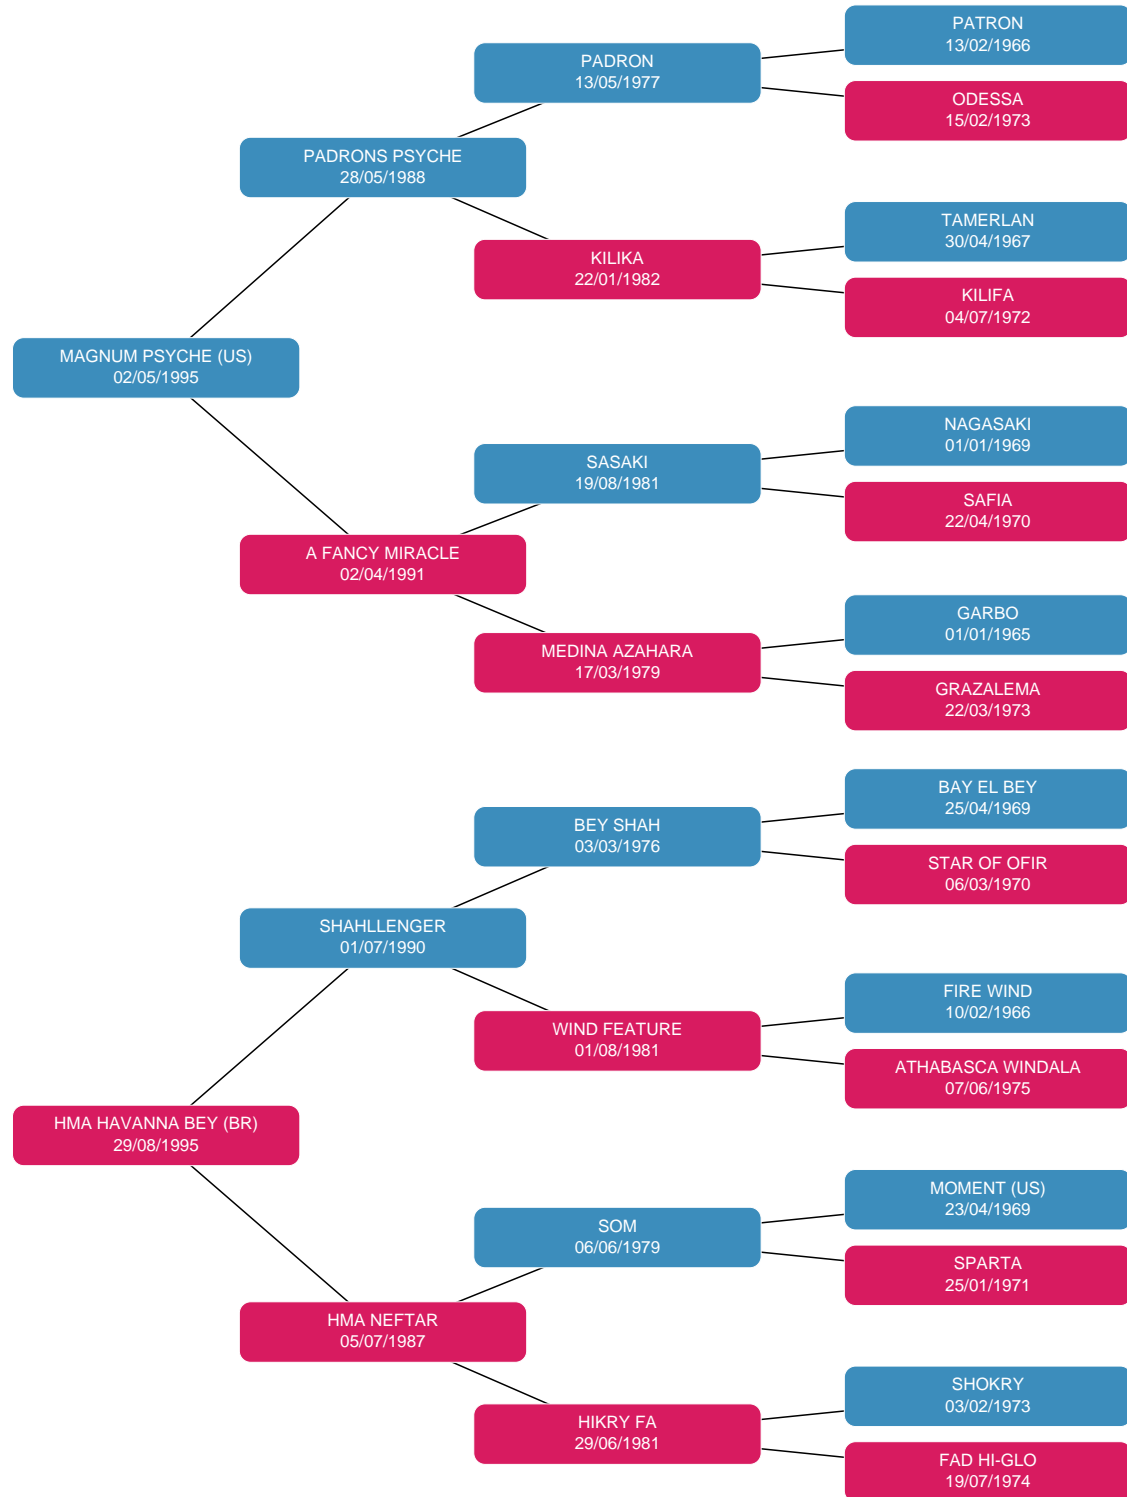 PATRON
13/02/1966
PADRON
13/05/1977
ODESSA
15/02/1973
PADRONS PSYCHE
28/05/1988
TAMERLAN
30/04/1967
KILIKA
22/01/1982
KILIFA
04/07/1972
MAGNUM PSYCHE (US)
02/05/1995
NAGASAKI
01/01/1969
SASAKI
19/08/1981
SAFIA
22/04/1970
A FANCY MIRACLE
02/04/1991
GARBO
01/01/1965
MEDINA AZAHARA
17/03/1979
GRAZALEMA
22/03/1973
BAY EL BEY
25/04/1969
BEY SHAH
03/03/1976
STAR OF OFIR
06/03/1970
SHAHLLENGER
01/07/1990
FIRE WIND
10/02/1966
WIND FEATURE
01/08/1981
ATHABASCA WINDALA
07/06/1975
HMA HAVANNA BEY (BR)
29/08/1995
MOMENT (US)
23/04/1969
SOM
06/06/1979
SPARTA
25/01/1971
HMA NEFTAR
05/07/1987
SHOKRY
03/02/1973
HIKRY FA
29/06/1981
FAD HI-GLO
19/07/1974